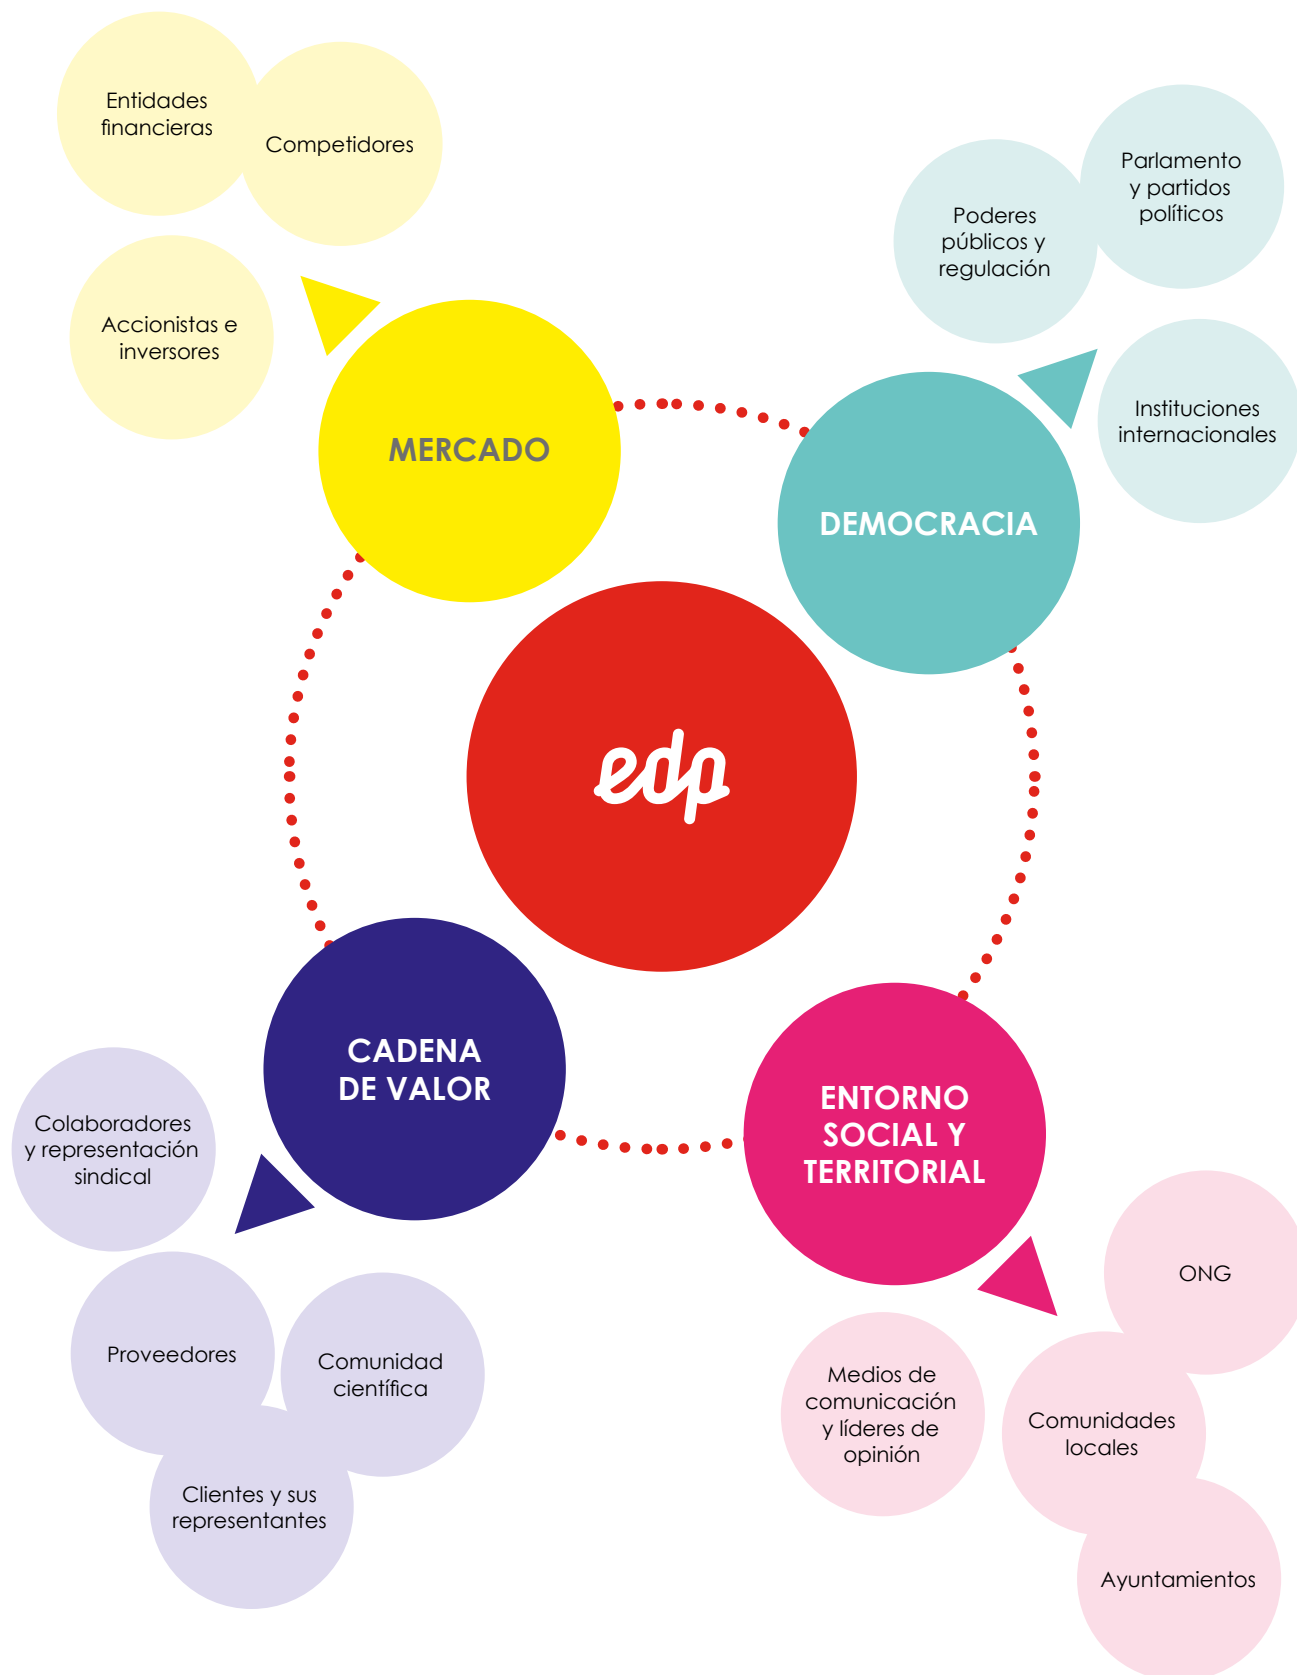 Entidades
financieras
Competidores
Accionistas e
inversores
MERCADO
Parlamento
y partidos
políticos
Poderes
públicos y
regulación
Instituciones
internacionales
DEMOCRACIA
edp
CADENA
DE VALOR
Colaboradores
y representación
sindical
Proveedores
Comunidad
científica
Clientes y sus
representantes
ENTORNO
SOCIAL Y
TERRITORIAL
ONG
Medios de
comunicación
y líderes de
opinión
Comunidades
locales
Ayuntamientos